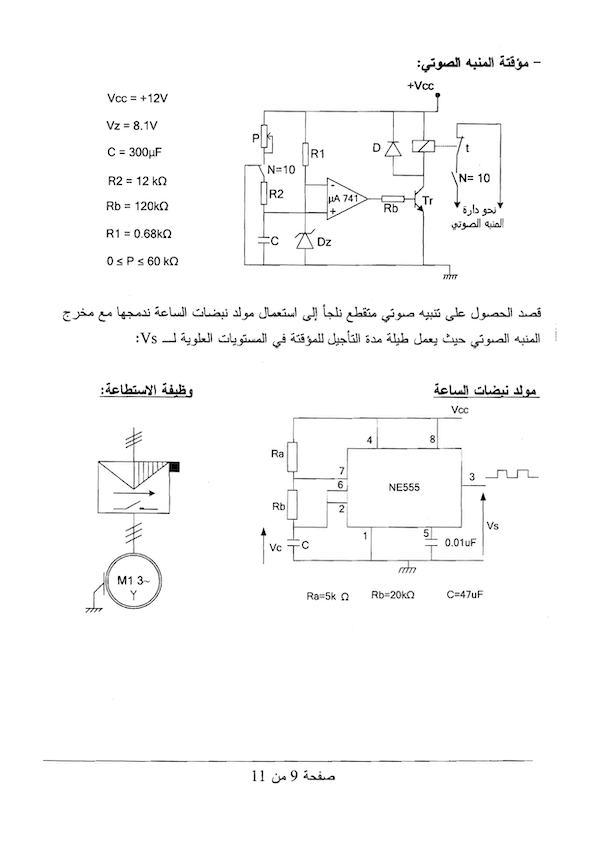 - مؤقتة المنبه الصوتي:
+Vcc
Vcc = +12V
Vz = 8.1V
C = 300µF
R2 = 12 kΩ
Rb = 120kΩ
R1 = 0.68kΩ
0 ≤ P ≤ 60 kΩ
P
R1
D
t
N=10
R2
-
+
µA 741
Rb
Tr
N= 10
C
Dz
نحو دارة
المنبه الصوتي
قصد الحصول على تنبيه صوتي متقطع نلجأ إلى استعمال مولد نبضات الساعة ندمجها مع مخرج
المنبه الصوتي حيث يعمل طيلة مدة التأجيل للمؤقتة في المستويات العلوية لــ Vs:
مولد نبضات الساعة
وظيفة الاستطاعة:
Vcc
4
8
Ra
7
6
NE555
3
Rb
2
Vs
1
5
0.01uF
Vc
C
M1 3~
Y
Ra=5k Ω
Rb=20kΩ
C=47uF
صفحة 9 من 11